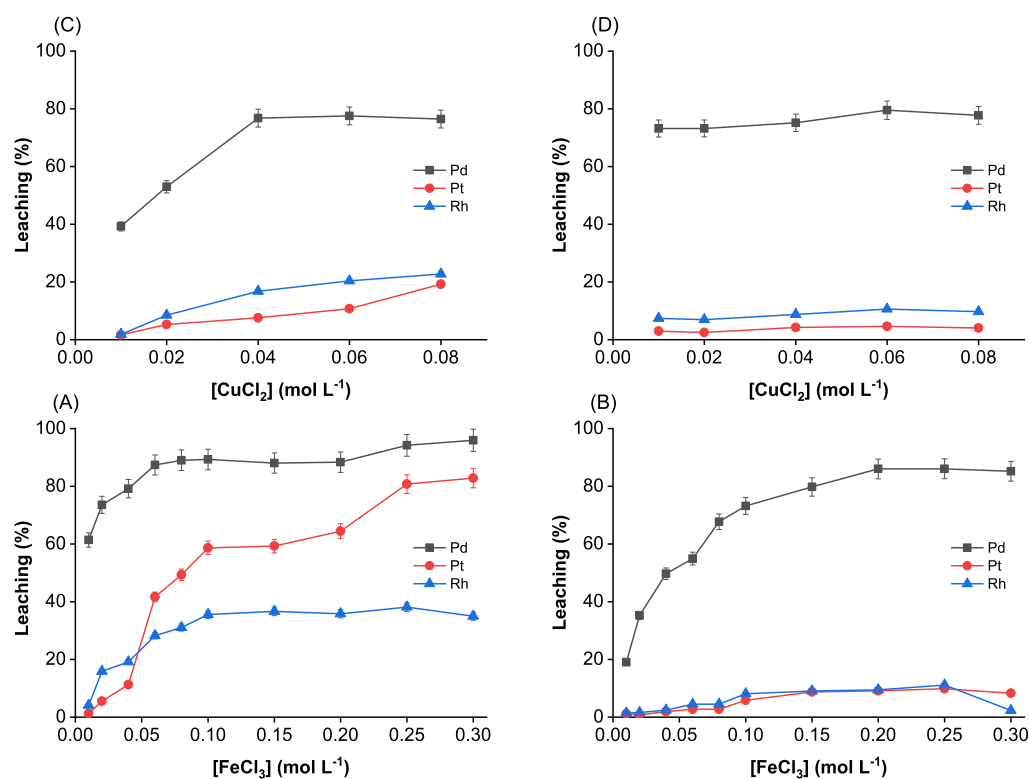 (C)
100
80
60
40
20
0
Leaching (%)
Pd
Pt
Rh
0.00 0.02 0.04 0.06 0.08
[CuCl₂] (mol L⁻¹)
(D)
100
80
60
40
20
0
Leaching (%)
Pd
Pt
Rh
0.00 0.02 0.04 0.06 0.08
[CuCl₂] (mol L⁻¹)
(A)
100
80
60
40
20
0
Leaching (%)
Pd
Pt
Rh
0.00 0.05 0.10 0.15 0.20 0.25 0.30
[FeCl₃] (mol L⁻¹)
(B)
100
80
60
40
20
0
Leaching (%)
Pd
Pt
Rh
0.00 0.05 0.10 0.15 0.20 0.25 0.30
[FeCl₃] (mol L⁻¹)